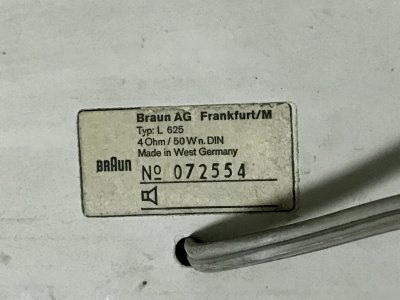 Braun AG Frankfurt/M
Typ: L 625
4 Ohm / 50 W n. DIN
Made in West Germany
BRAUN
No 072554